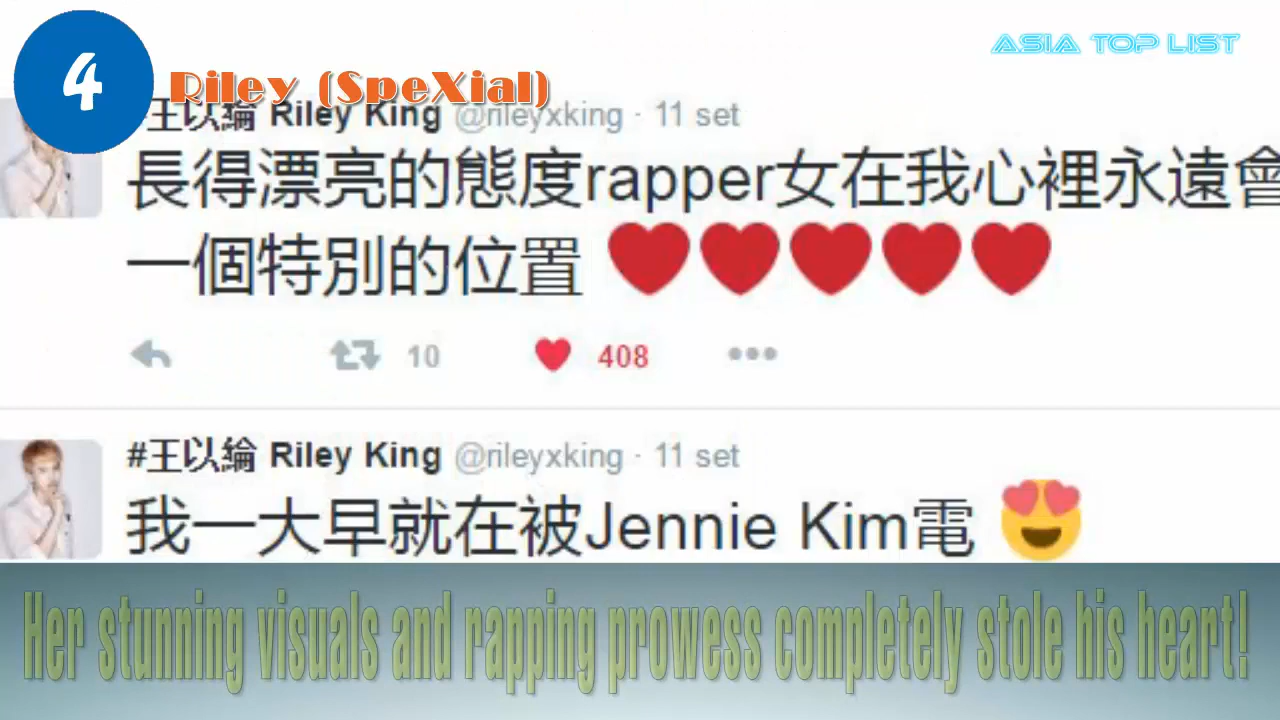 4
ASIA TOP LIST
Riley (SpeXial)
#王以綸 Riley King @rileyxking · 11 set
長得漂亮的態度rapper女在我心裡永遠會
一個特別的位置 ❤❤❤❤❤
10
408
#王以綸 Riley King @rileyxking · 11 set
我一大早就在被Jennie Kim電 😍
Her stunning visuals and rapping prowess completely stole his heart!